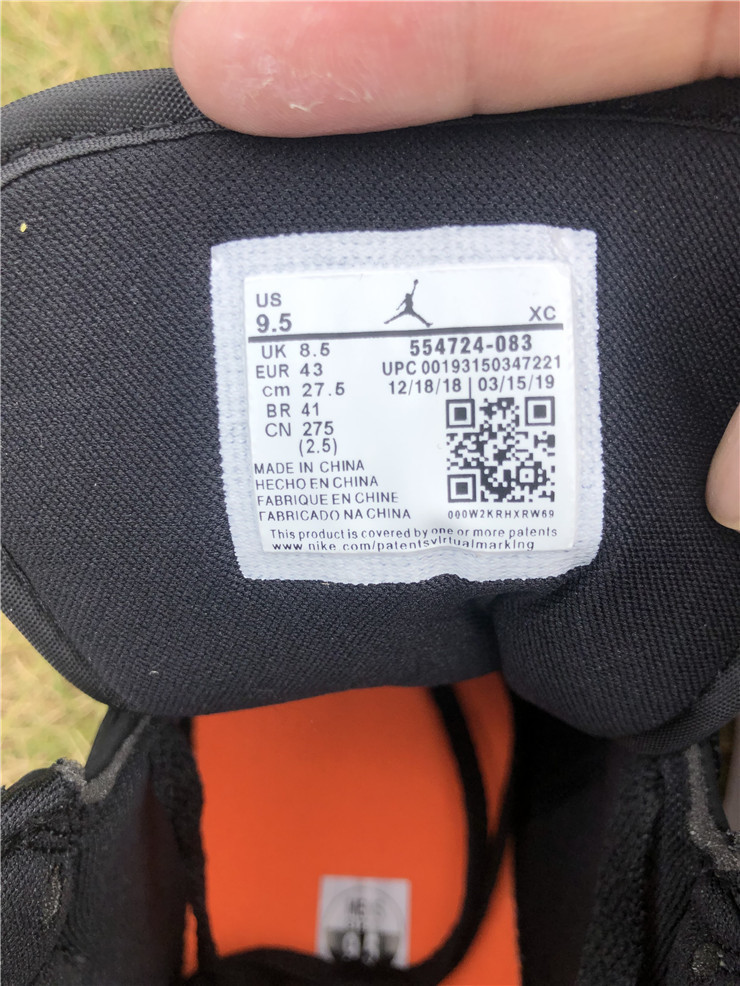 US
9.5
XC
UK 8.5
EUR 43
cm 27.5
BR 41
CN 275
(2.5)
554724-083
UPC 00193150347221
12/18/18 | 03/15/19
MADE IN CHINA
HECHO EN CHINA
FABRIQUE EN CHINE
FABRICADO NA CHINA
000W2KRHXRW69
This product is covered by one or more patents
www.nike.com/patentsvirtualmarking